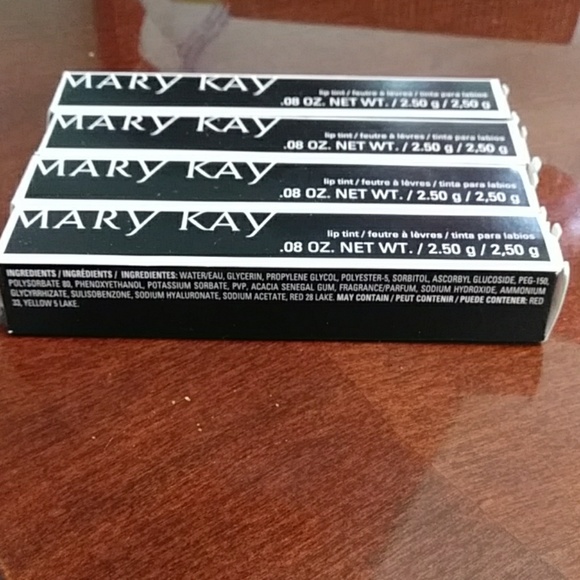 MARY KAY
lip tint / feutre à lèvres / tinta para labios
.08 OZ. NET WT. / 2.50 g / 2,50 g
MARY KAY
lip tint / feutre à lèvres / tinta para labios
.08 OZ. NET WT. / 2.50 g / 2,50 g
MARY KAY
lip tint / feutre à lèvres / tinta para labios
.08 OZ. NET WT. / 2.50 g / 2,50 g
MARY KAY
lip tint / feutre à lèvres / tinta para labios
.08 OZ. NET WT. / 2.50 g / 2,50 g
INGREDIENTS / INGRÉDIENTS / INGREDIENTES: WATER/EAU, GLYCERIN, PROPYLENE GLYCOL, POLYESTER-5, SORBITOL, ASCORBYL GLUCOSIDE, PEG-150,
POLYSORBATE 80, PHENOXYETHANOL, POTASSIUM SORBATE, PVP, ACACIA SENEGAL GUM, FRAGRANCE/PARFUM, SODIUM HYDROXIDE, AMMONIUM
GLYCYRRHIZATE, SULISOBENZONE, SODIUM HYALURONATE, SODIUM ACETATE, RED 28 LAKE. MAY CONTAIN / PEUT CONTENIR / PUEDE CONTENER: RED
33, YELLOW 5 LAKE.